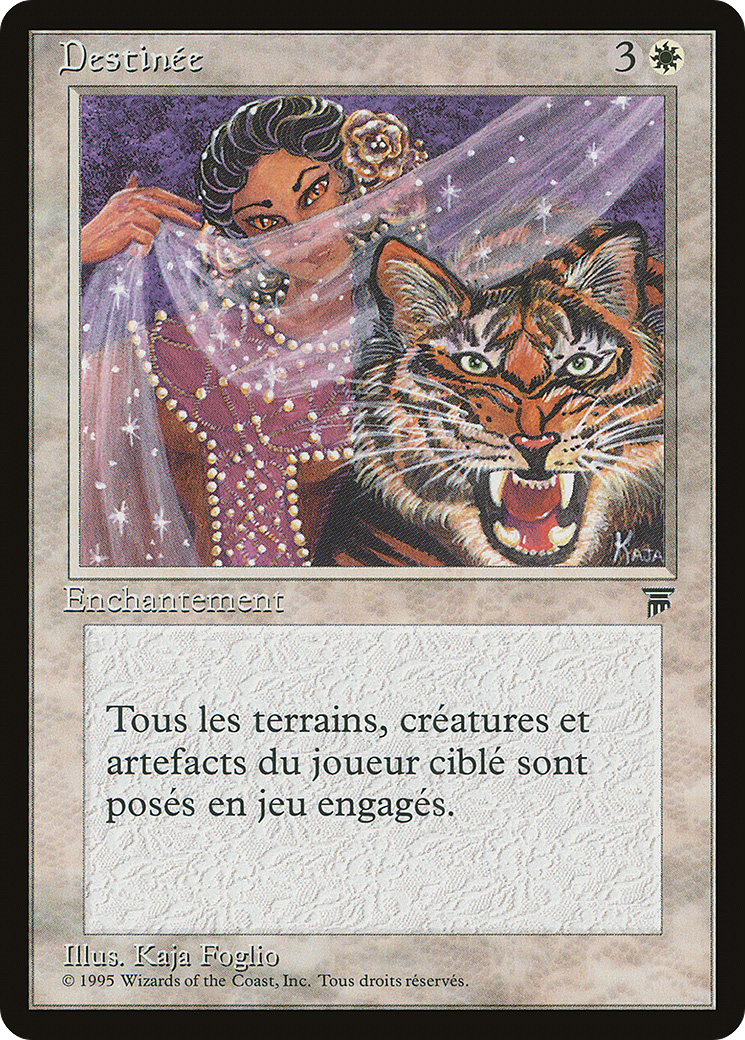 Destinée 3
KAJA
Enchantement
Tous les terrains, créatures et
artefacts du joueur ciblé sont
posés en jeu engagés.
Illus. Kaja Foglio
© 1995 Wizards of the Coast, Inc. Tous droits réservés.